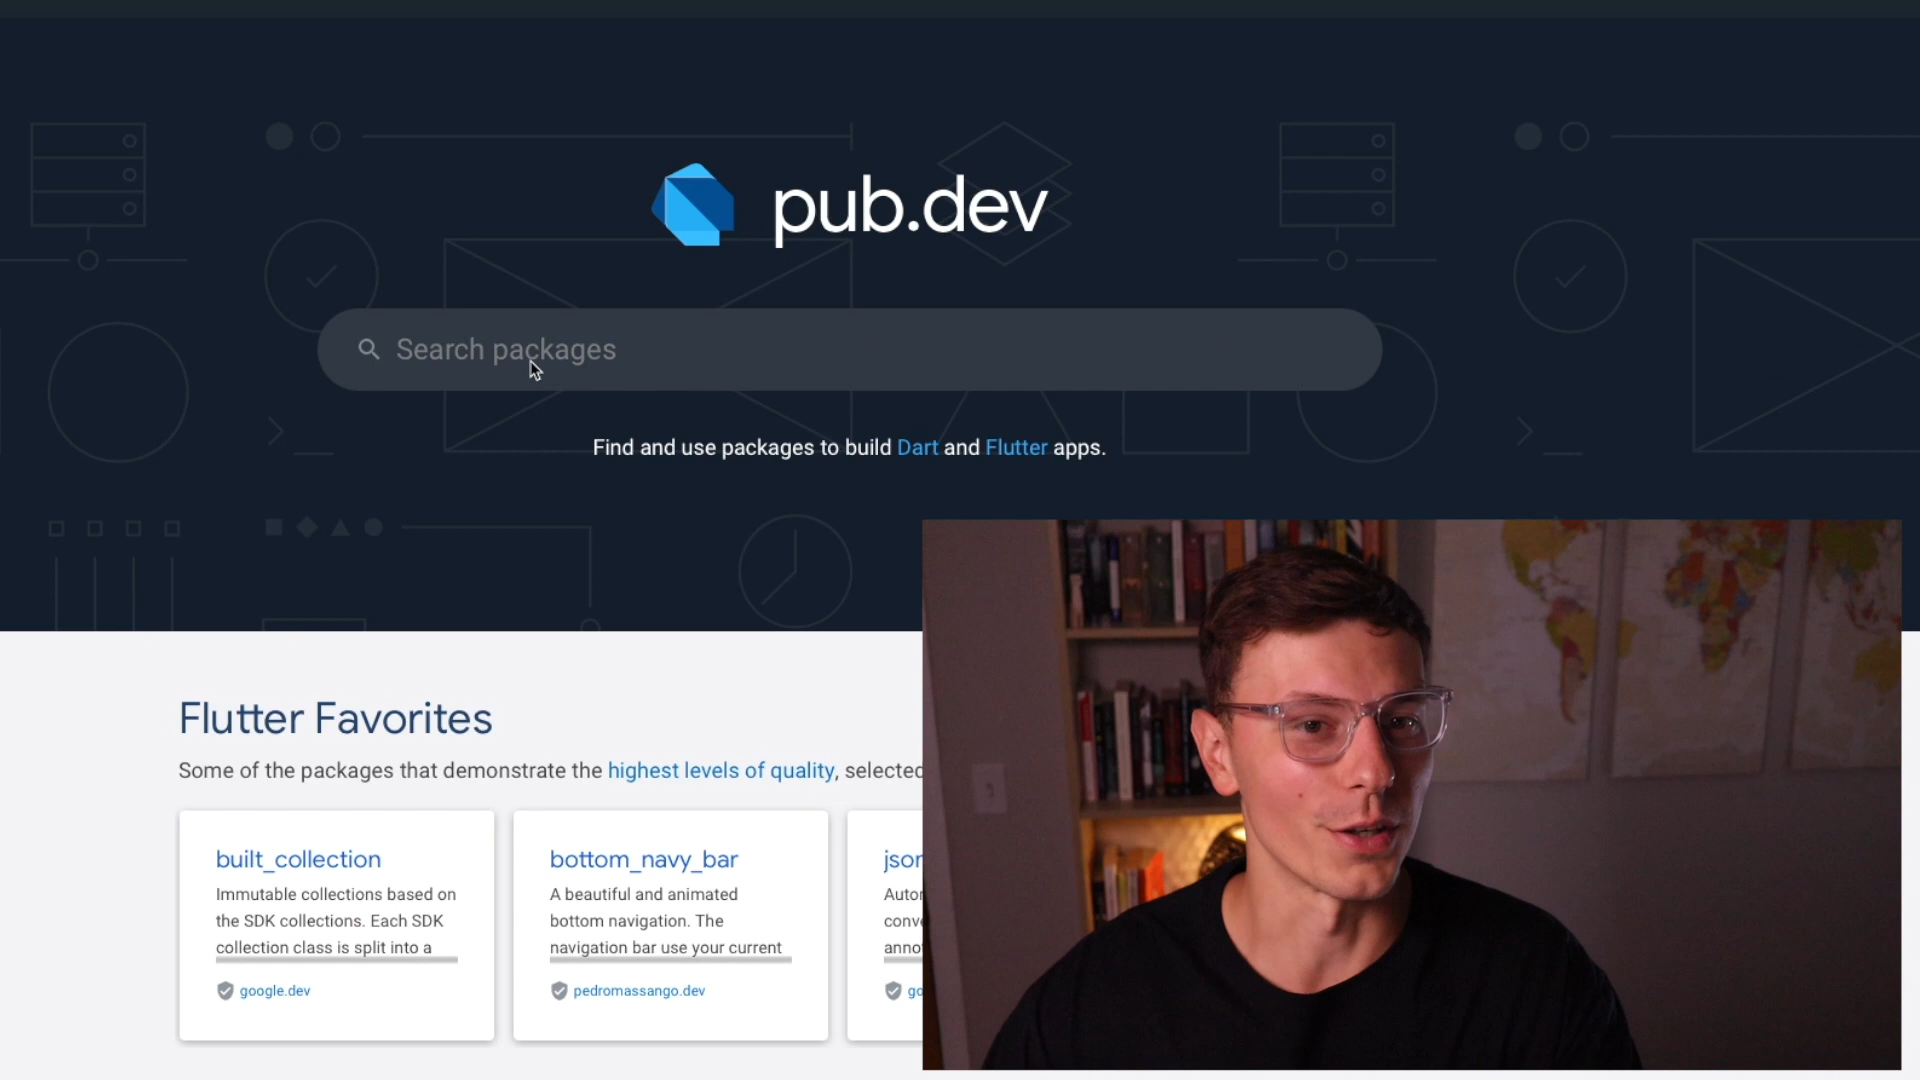 pub.dev
Search packages
Find and use packages to build Dart and Flutter apps.
Flutter Favorites
Some of the packages that demonstrate the highest levels of quality, selected
built_collection
Immutable collections based on
the SDK collections. Each SDK
collection class is split into a
google.dev
bottom_navy_bar
A beautiful and animated
bottom navigation. The
navigation bar use your current
pedromassango.dev